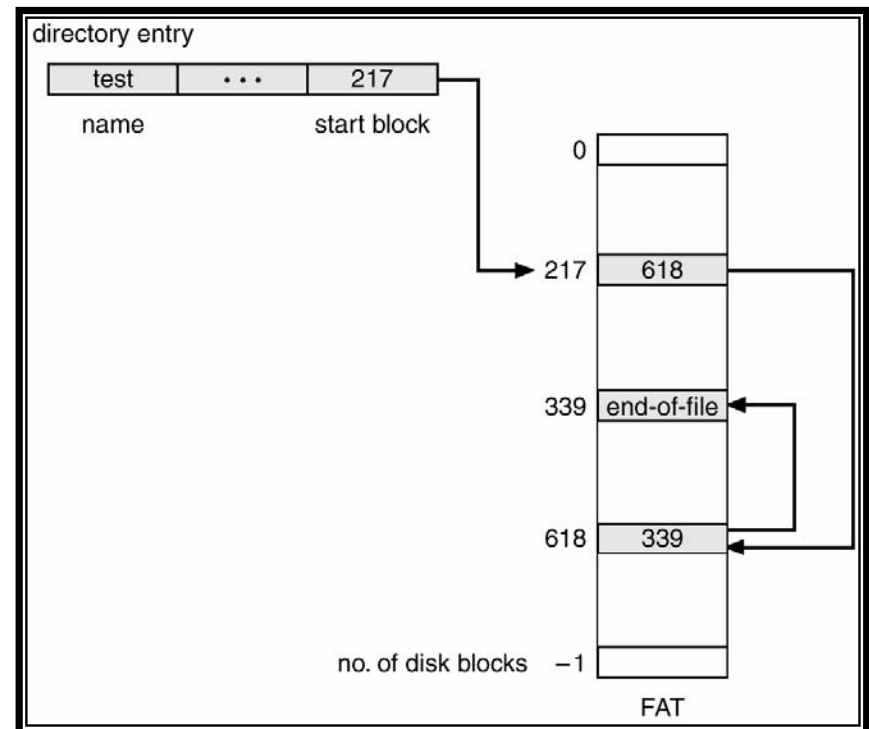 directory entry
test ... 217
name start block
0
217 618
339 end-of-file
618 339
no. of disk blocks –1
FAT